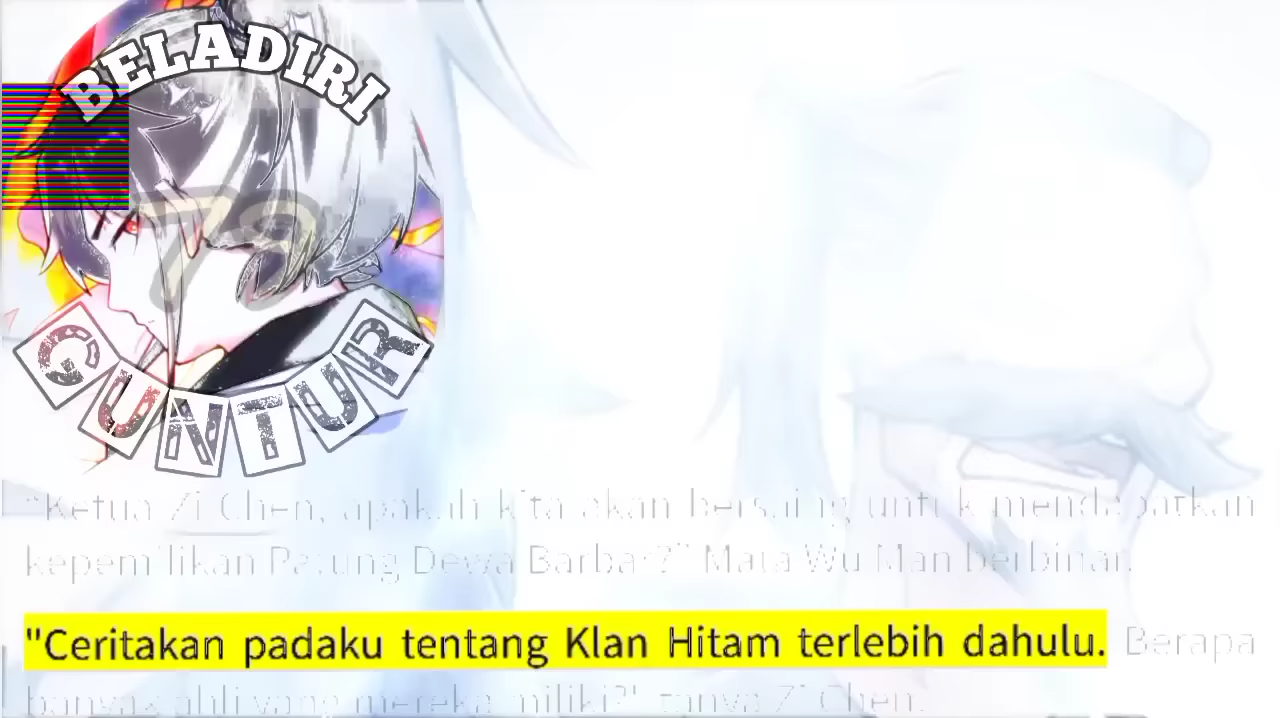 BELADIRI
78
GUNTUR
"Ketua Zi Chen, apakah kita akan bersaing untuk mendapatkan
kepemilikan Patung Dewa Barbar?" Mata Wu Man berbinar.
"Ceritakan padaku tentang Klan Hitam terlebih dahulu. Berapa
banyak ahli yang mereka miliki?" tanya Zi Chen.